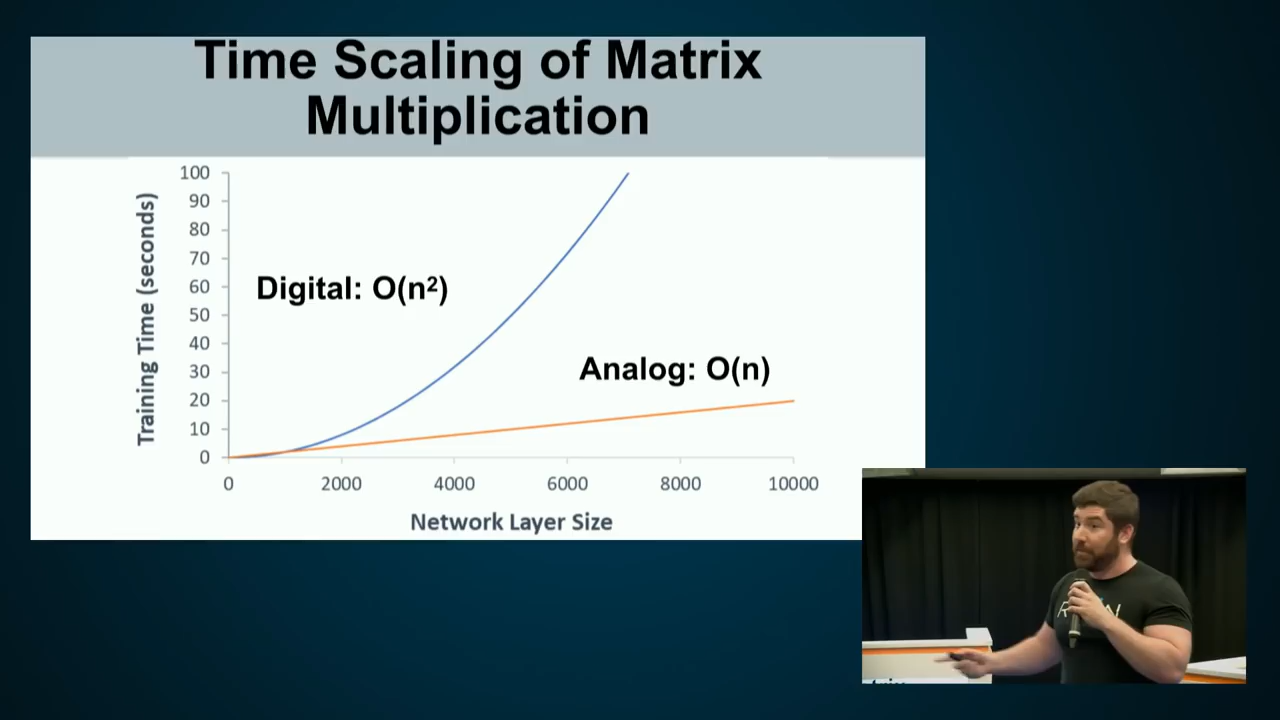 Time Scaling of Matrix
Multiplication
Training Time (seconds)
100
90
80
70
60
50
40
30
20
10
0
Digital: O(n²)
Analog: O(n)
0 2000 4000 6000 8000 10000
Network Layer Size